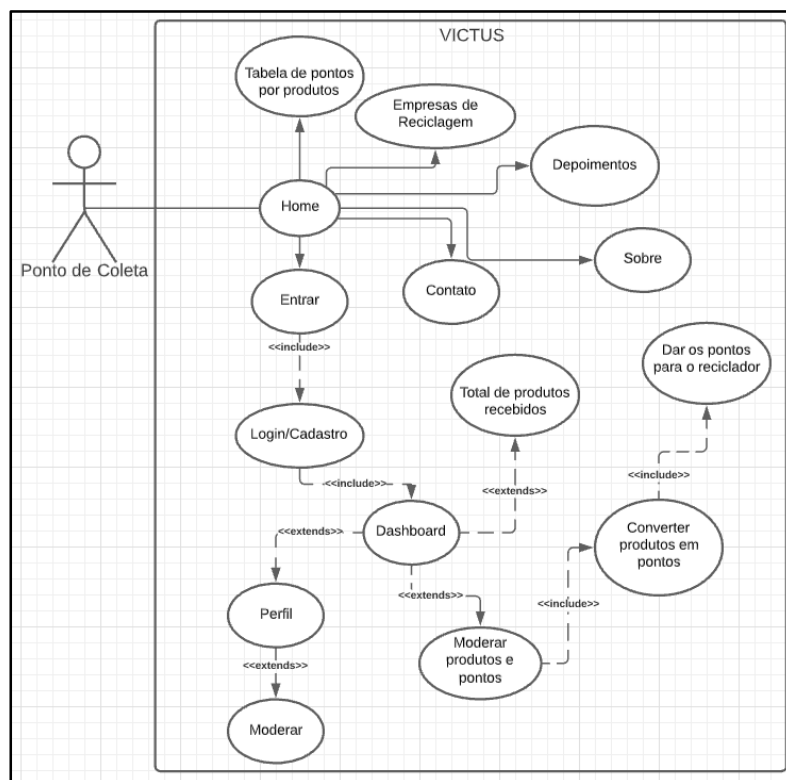 VICTUS
Tabela de pontos
por produtos
Empresas de
Reciclagem
Depoimentos
Home
Ponto de Coleta
Sobre
Contato
Entrar
<<include>>
Dar os pontos
para o reciclador
Total de produtos
recebidos
Login/Cadastro
<<include>>
<<include>>
<<extends>>
<<extends>>
Dashboard
Converter
produtos em
pontos
<<extends>>
<<include>>
Perfil
Moderar
produtos e
pontos
<<extends>>
Moderar